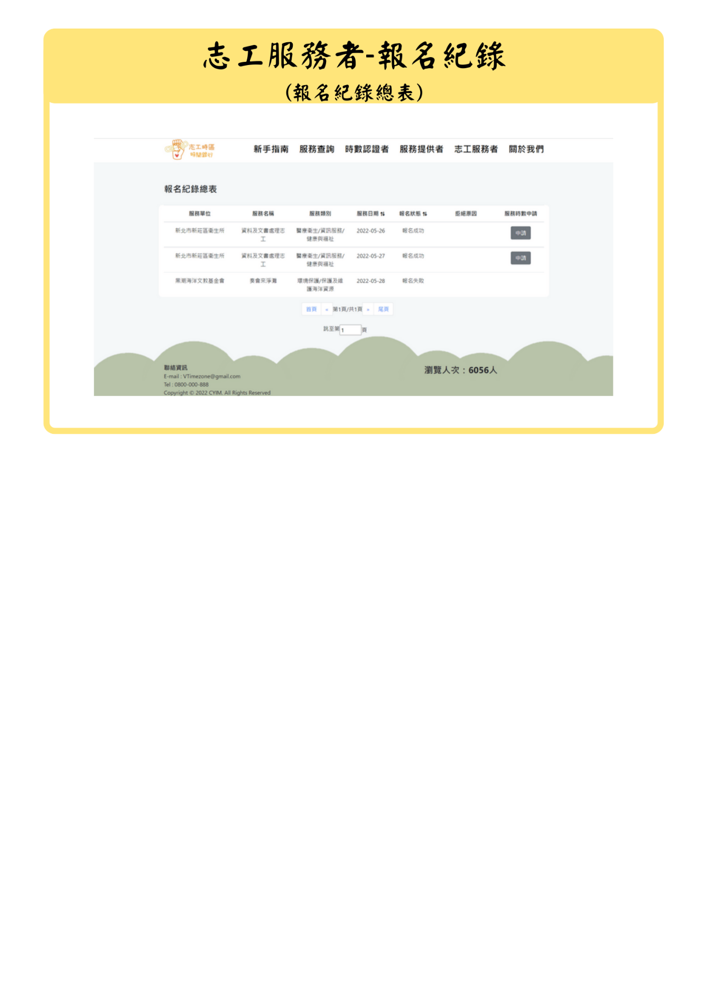 志工服務者-報名紀錄
(報名紀錄總表)
志工時區
時間銀行
新手指南 服務查詢 時數認證者 服務提供者 志工服務者 關於我們
報名紀錄總表
服務單位 服務名稱 服務類別 服務日期 ⇅ 報名狀態 ⇅ 拒絕原因 服務時數申請
新北市新莊區衛生所 資料及文書處理志 醫療衛生/資訊服務/ 2022-05-26 報名成功 申請
工 健康與福祉
新北市新莊區衛生所 資料及文書處理志 醫療衛生/資訊服務/ 2022-05-27 報名成功 申請
工 健康與福祉
黑潮海洋文教基金會 奏會來淨灘 環境保護/保護及維 2022-05-28 報名失敗
護海洋資源
首頁 « 第1頁/共1頁 » 尾頁
跳至第 1 頁
聯絡資訊
瀏覽人次：6056人
E-mail : VTimezone@gmail.com
Tel : 0800-000-888
Copyright © 2022 CYIM. All Rights Reserved